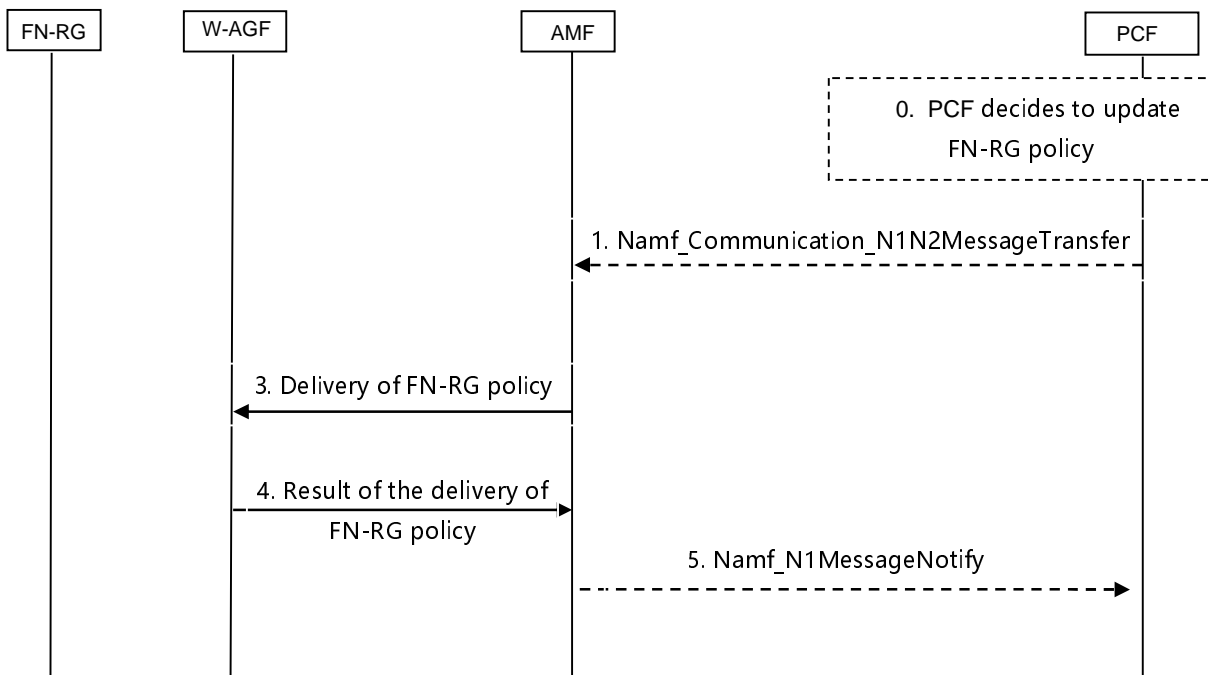 FN-RG
W-AGF
AMF
PCF
0. PCF decides to update
FN-RG policy
1. Namf_Communication_N1N2MessageTransfer
3. Delivery of FN-RG policy
4. Result of the delivery of
FN-RG policy
5. Namf_N1MessageNotify